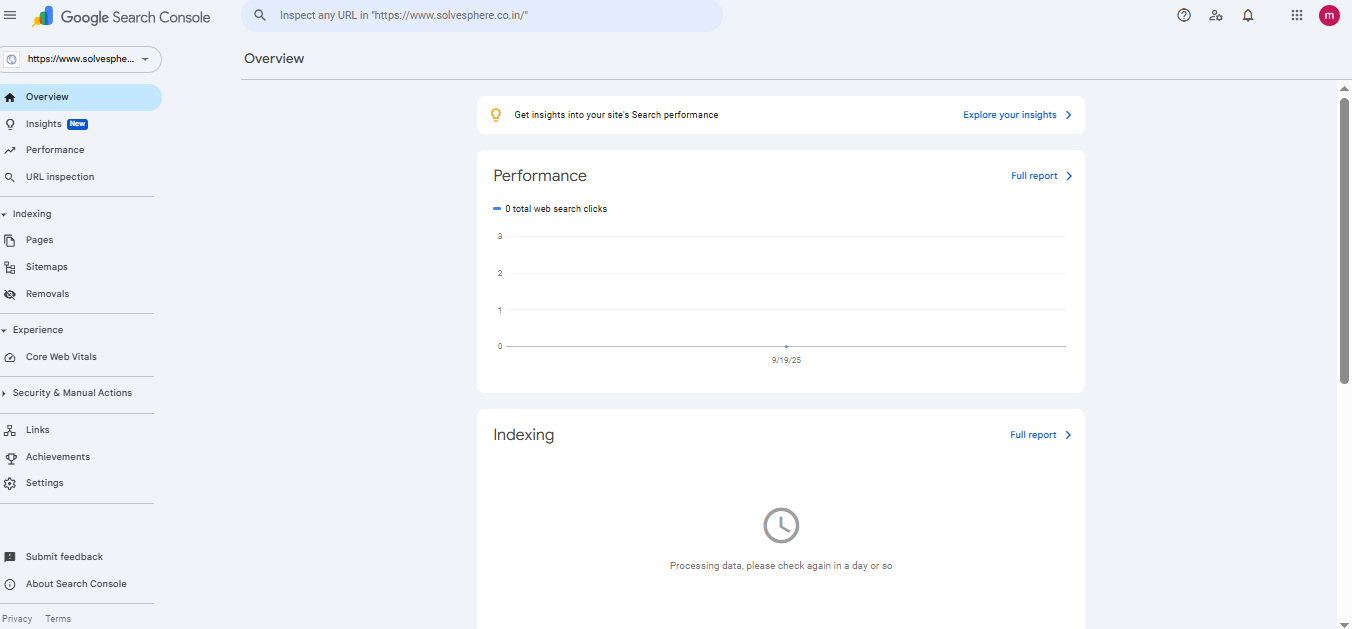 Google Search Console
Inspect any URL in "https://www.solvesphere.co.in/"
m
https://www.solvesphe...
Overview
Insights New
Performance
URL inspection
Indexing
Pages
Sitemaps
Removals
Experience
Core Web Vitals
Security & Manual Actions
Links
Achievements
Settings
Submit feedback
About Search Console
Privacy Terms
Overview
Get insights into your site's Search performance
Explore your insights
Performance
Full report
0 total web search clicks
3
2
1
0
9/19/25
Indexing
Full report
Processing data, please check again in a day or so